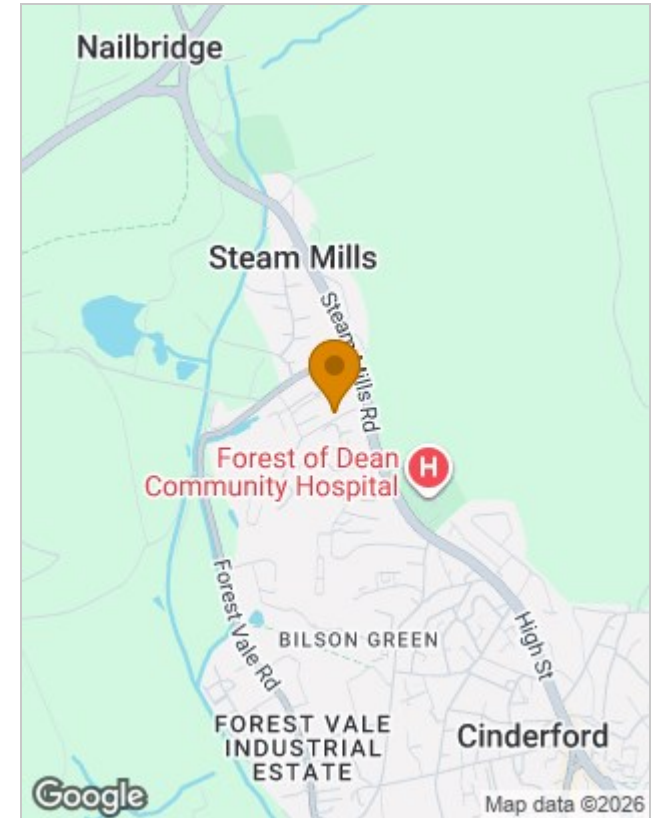 Nailbridge
Steam Mills
Steam Mills Rd
Forest of Dean
Community Hospital
H
Forest Vale Rd
BILSON GREEN
High St
FOREST VALE
INDUSTRIAL
ESTATE
Cinderford
Google
Map data ©2026